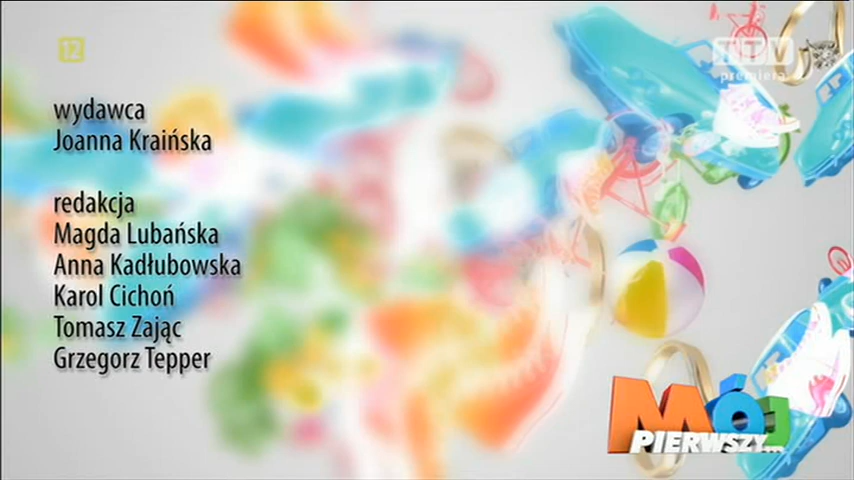 12
TTV
premiera
wydawca
Joanna Kraińska
redakcja
Magda Lubańska
Anna Kadłubowska
Karol Cichoń
Tomasz Zając
Grzegorz Tepper
MÓJ
PIERWSZY...